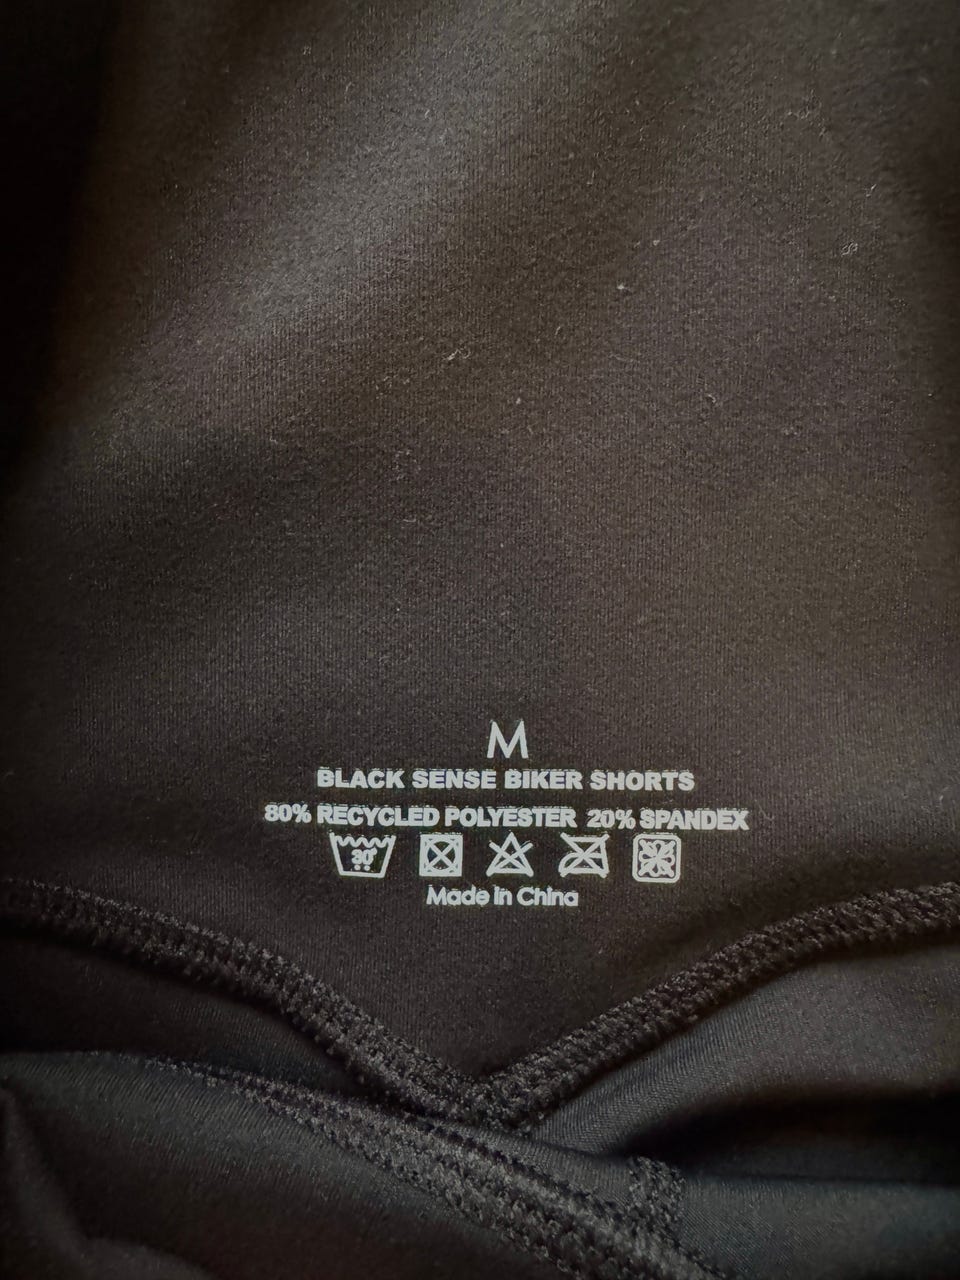 M
BLACK SENSE BIKER SHORTS
80% RECYCLED POLYESTER 20% SPANDEX
30°
Made in China